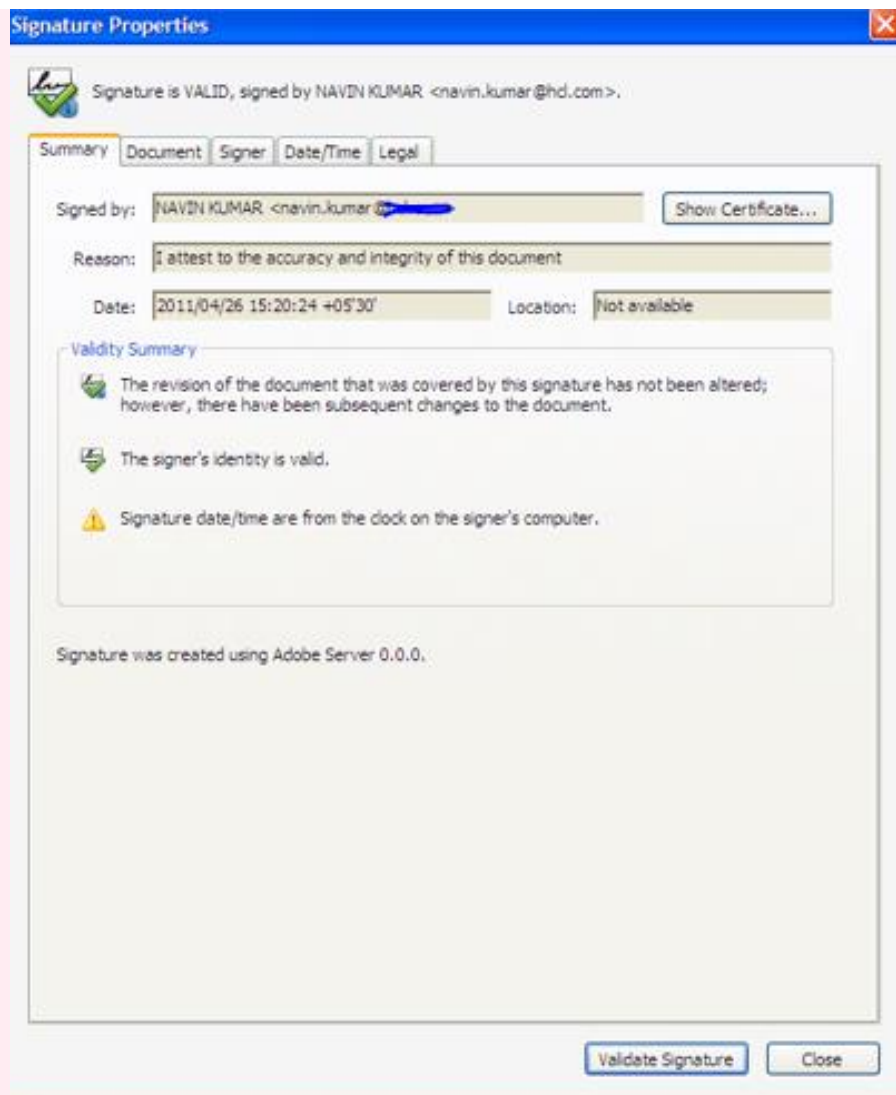 Signature Properties
Signature is VALID, signed by NAVIN KUMAR <navin.kumar@hcl.com>.
Summary Document Signer Date/Time Legal
Signed by: NAVIN KUMAR <navin.kumar@ Show Certificate...
Reason: I attest to the accuracy and integrity of this document
Date: 2011/04/26 15:20:24 +05'30' Location: Not available
Validity Summary
The revision of the document that was covered by this signature has not been altered;
however, there have been subsequent changes to the document.
The signer's identity is valid.
Signature date/time are from the clock on the signer's computer.
Signature was created using Adobe Server 0.0.0.
Validate Signature Close